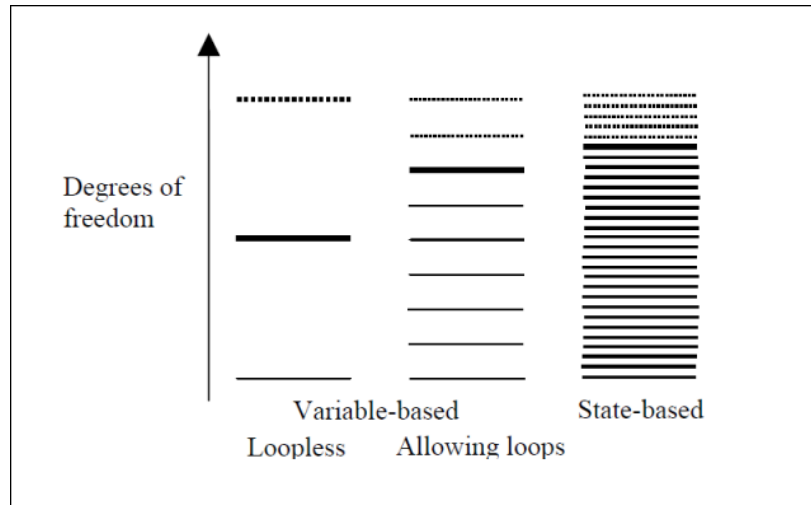 Degrees of
freedom
Variable-based
State-based
Loopless
Allowing loops